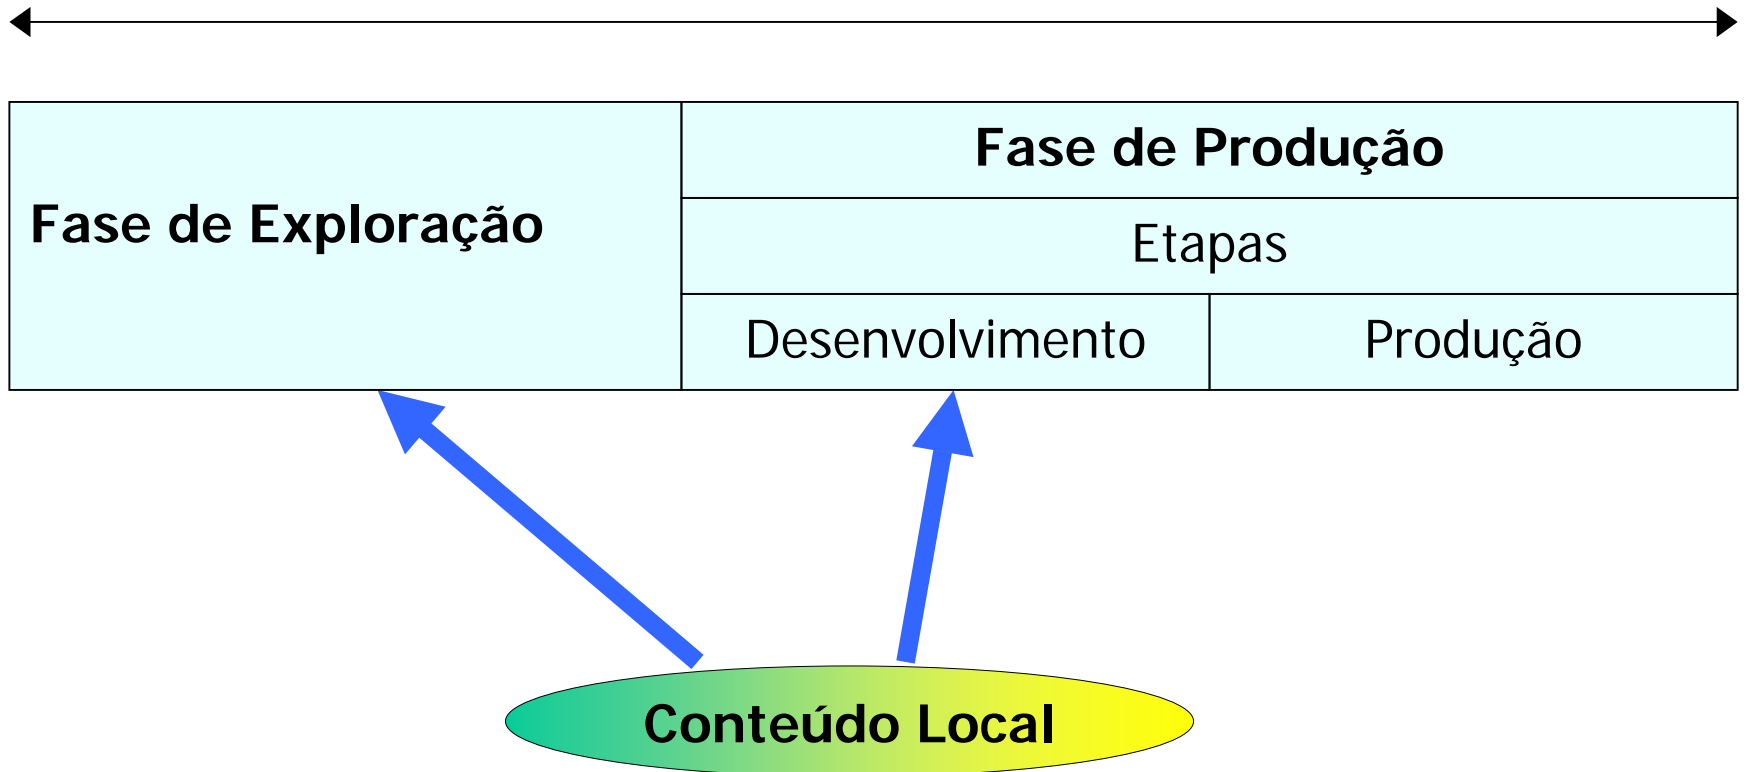 Fase de Exploração
Fase de Produção
Etapas
Desenvolvimento
Produção
Conteúdo Local